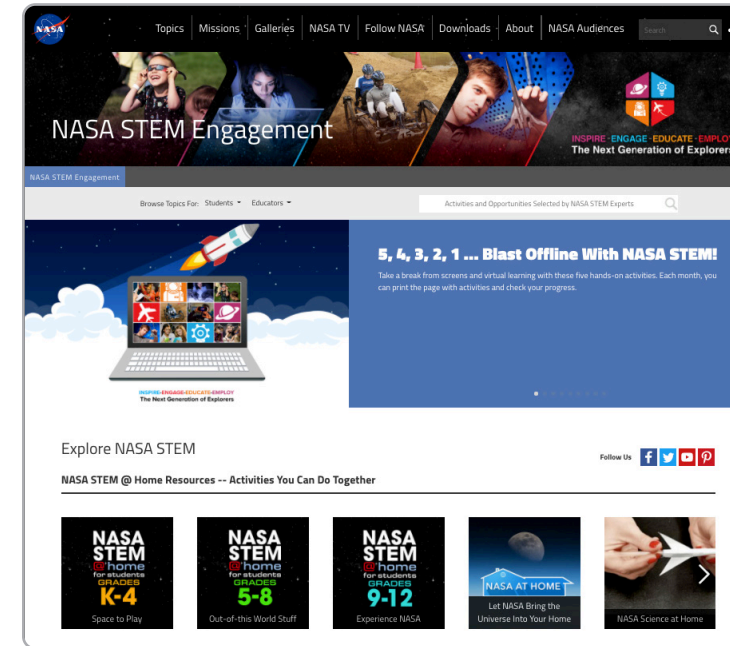 NASA
Topics Missions Galleries NASA TV Follow NASA Downloads About NASA Audiences Search
NASA STEM Engagement
INSPIRE · ENGAGE · EDUCATE · EMPLOY
The Next Generation of Explorers
NASA STEM Engagement
Browse Topics For: Students Educators Activities and Opportunities Selected by NASA STEM Experts
5, 4, 3, 2, 1 ... Blast Offline With NASA STEM!
Take a break from screens and virtual learning with these five hands-on activities. Each month, you
can print the page with activities and check your progress.
INSPIRE·ENGAGE·EDUCATE·EMPLOY
The Next Generation of Explorers
Explore NASA STEM
Follow Us
NASA STEM @ Home Resources -- Activities You Can Do Together
NASA
STEM
@home
for students
GRADES
K-4
Space to Play
NASA
STEM
@home
for students
GRADES
5-8
Out-of-this World Stuff
NASA
STEM
@home
for students
GRADES
9-12
Experience NASA
NASA AT HOME
Let NASA Bring the
Universe Into Your Home
NASA Science at Home